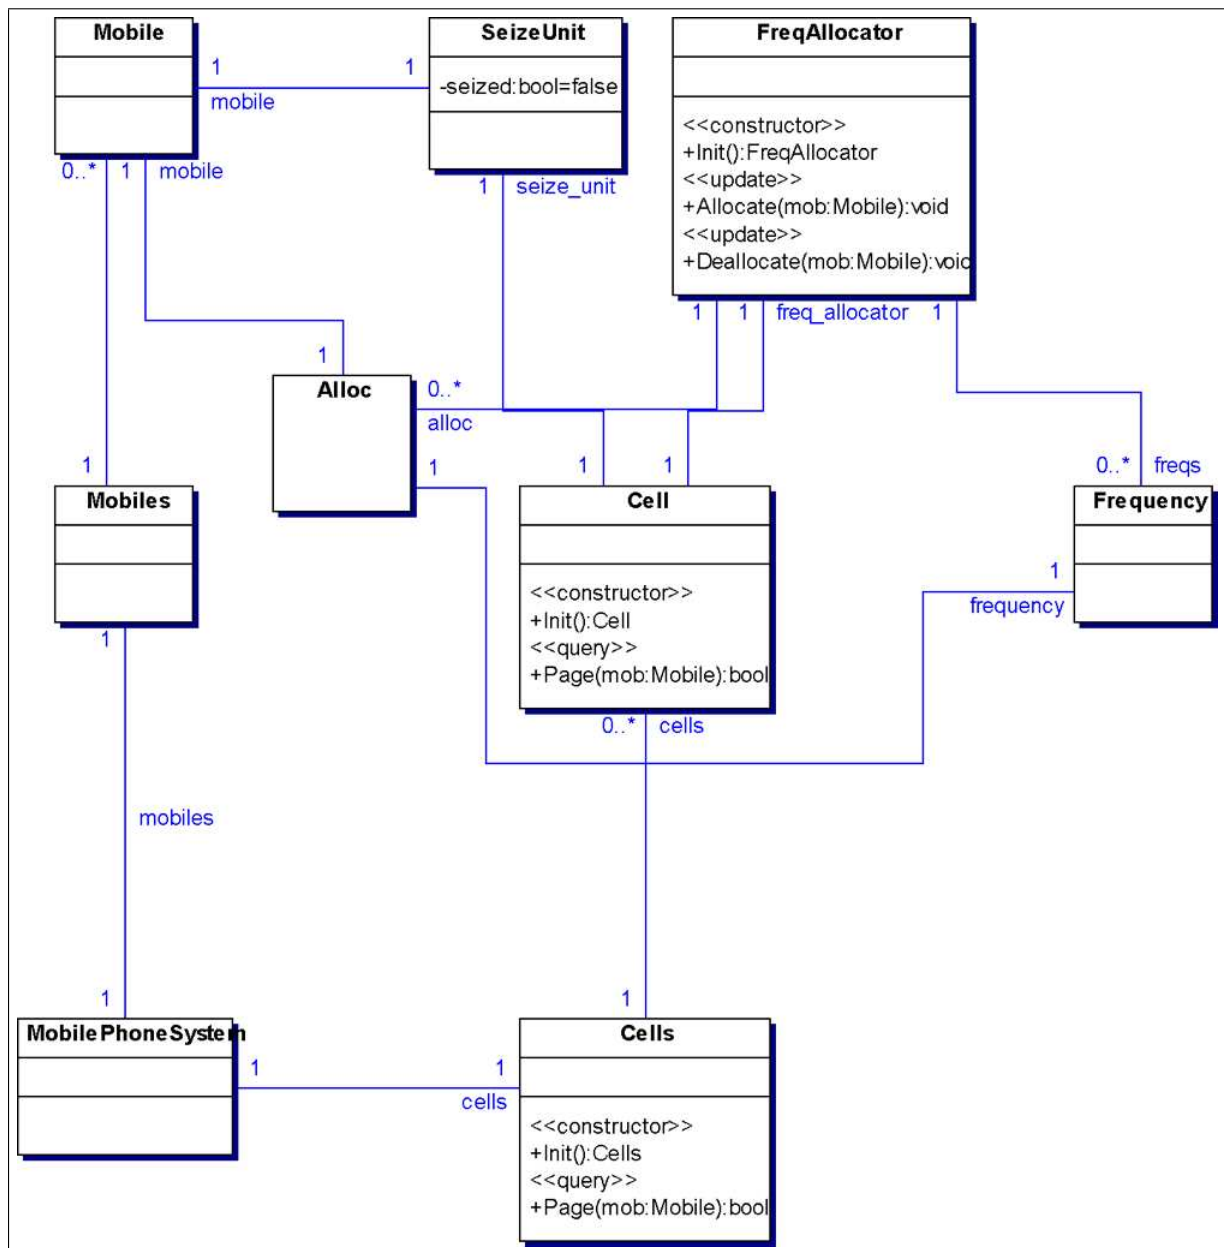 Mobile
SeizeUnit
FreqAllocator
1
1
mobile
-seized:bool=false
<<constructor>>
+Init():FreqAllocator
<<update>>
+Allocate(mob:Mobile):void
<<update>>
+Deallocate(mob:Mobile):void
0..*
1
mobile
1
seize_unit
1
1
freq_allocator
1
1
Alloc
0..*
alloc
1
1
1
1
0..*
freqs
Mobiles
Cell
Frequency
<<constructor>>
+Init():Cell
<<query>>
+Page(mob:Mobile):bool
1
frequency
1
0..*
cells
mobiles
1
1
MobilePhoneSystem
Cells
1
1
cells
<<constructor>>
+Init():Cells
<<query>>
+Page(mob:Mobile):bool